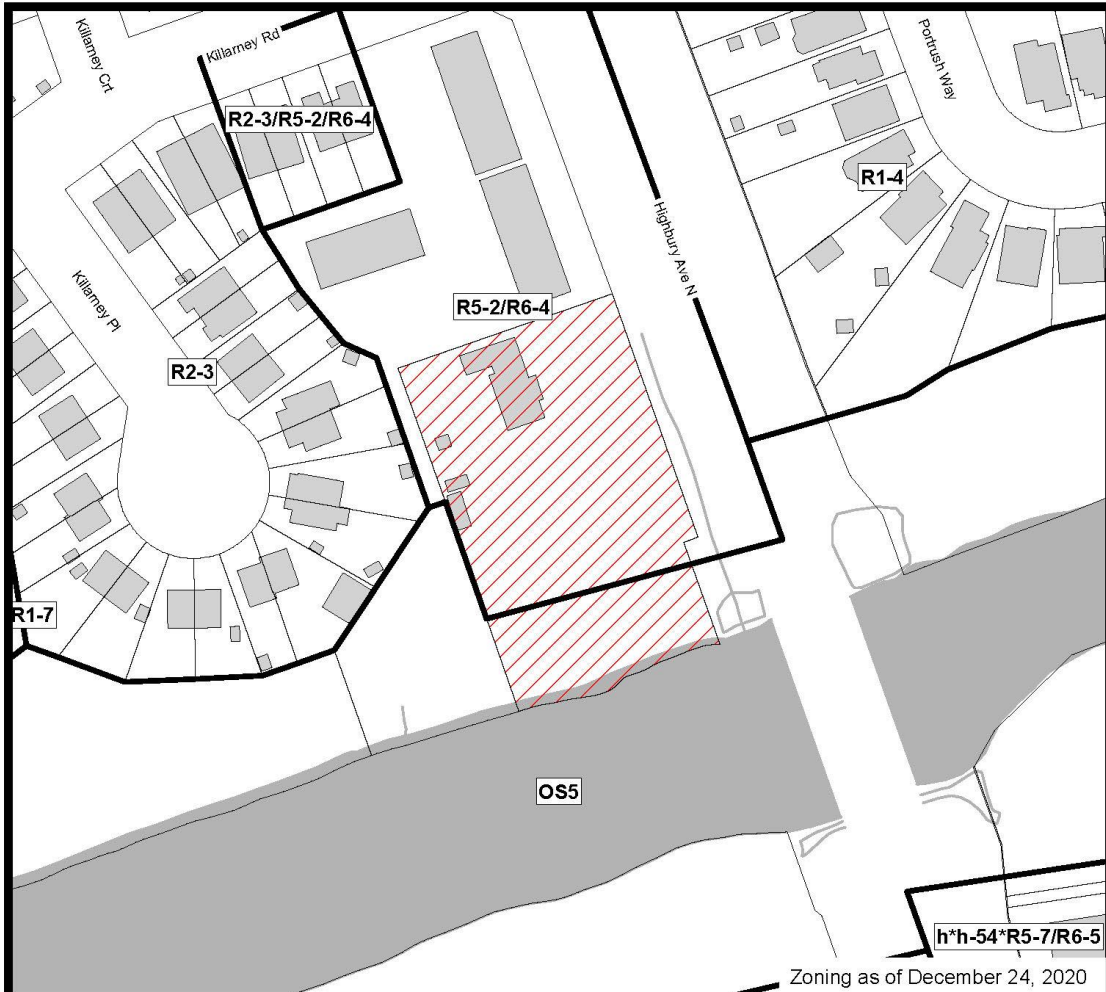 Killarney Crt
Killarney Rd
Portrush Way
R2-3/R5-2/R6-4
R1-4
Highbury Ave N
Killarney Pl
R5-2/R6-4
R2-3
R1-7
OS5
h*h-54*R5-7/R6-5
Zoning as of December 24, 2020